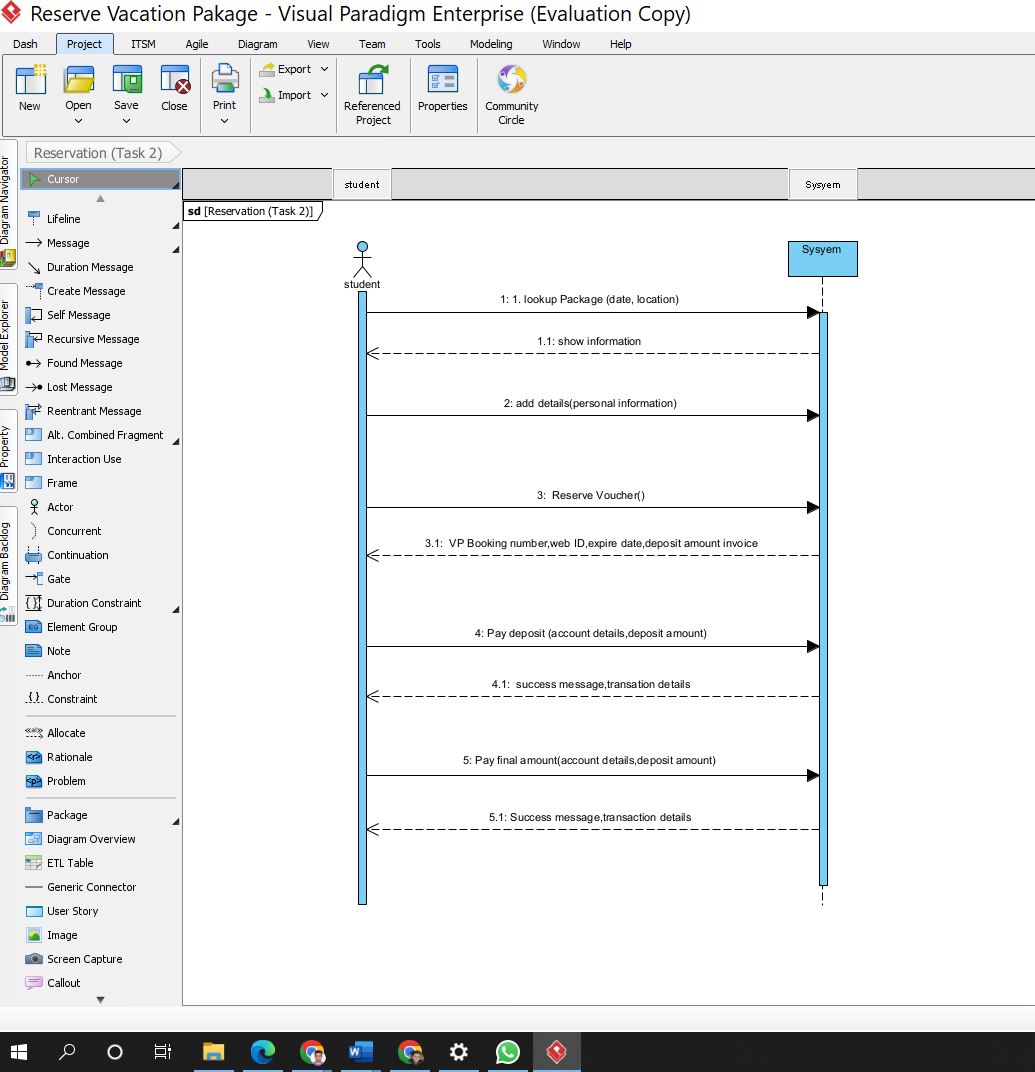 Reserve Vacation Pakage - Visual Paradigm Enterprise (Evaluation Copy)
Dash Project ITSM Agile Diagram View Team Tools Modeling Window Help
New Open Save Close Print Export Import Referenced Project Properties Community Circle
Reservation (Task 2)
Diagram Navigator
Model Explorer
Property
Diagram Backlog
Cursor
Lifeline
Message
Duration Message
Create Message
Self Message
Recursive Message
Found Message
Lost Message
Reentrant Message
Alt. Combined Fragment
Interaction Use
Frame
Actor
Concurrent
Continuation
Gate
Duration Constraint
EG Element Group
Note
Anchor
Constraint
Allocate
Rationale
Problem
Package
Diagram Overview
ETL Table
Generic Connector
User Story
Image
Screen Capture
Callout
student Sysyem
sd [Reservation (Task 2)]
Sysyem
student
1: 1. lookup Package (date, location)
1.1: show information
2: add details(personal information)
3: Reserve Voucher()
3.1: VP Booking number,web ID,expire date,deposit amount invoice
4: Pay deposit (account details,deposit amount)
4.1: success message,transation details
5: Pay final amount(account details,deposit amount)
5.1: Success message,transaction details